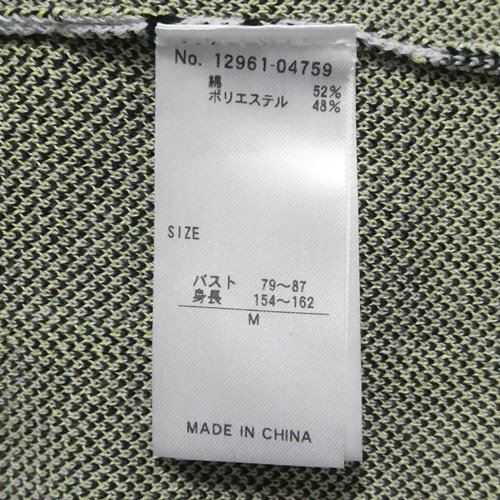 No. 12961-04759
綿 52%
ポリエステル 48%
SIZE
バスト 79～87
身長 154～162
M
MADE IN CHINA